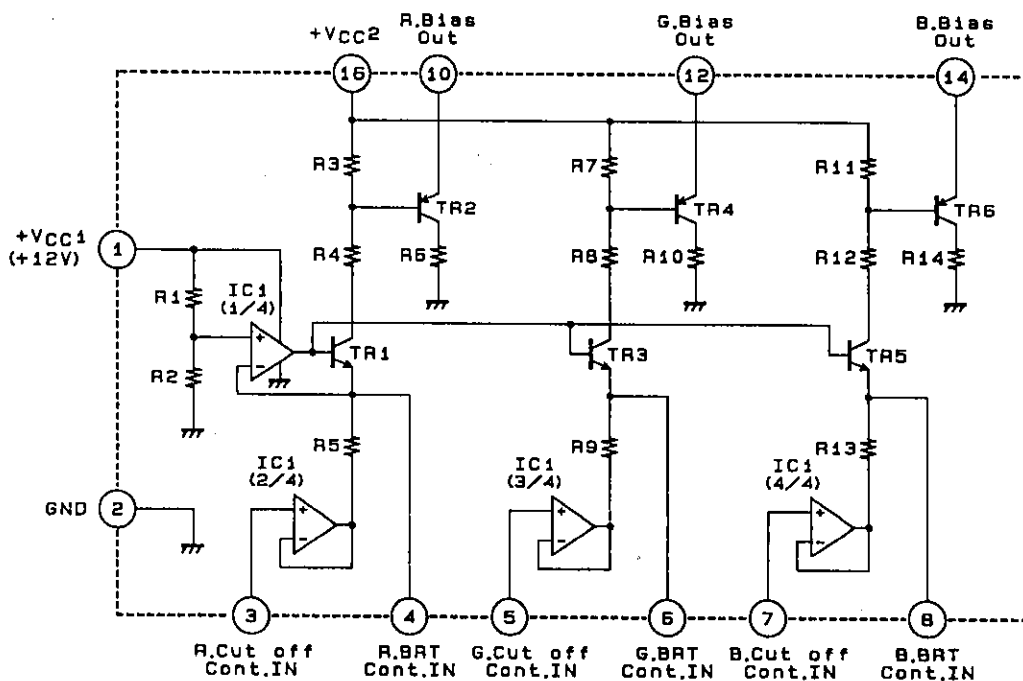 +VCC2
R.Bias
Out
G.Bias
Out
B.Bias
Out
16
10
12
14
R3
R7
R11
TR2
TR4
TR6
+VCC1
(+12V)
1
R4
R6
R8
R10
R12
R14
R1
IC1
(1/4)
+
-
TR1
TR3
TR5
R2
R5
R9
R13
IC1
(2/4)
IC1
(3/4)
IC1
(4/4)
GND
2
+
-
+
-
+
-
3
4
5
6
7
8
R.Cut off
Cont.IN
R.BRT
Cont.IN
G.Cut off
Cont.IN
G.BRT
Cont.IN
B.Cut off
Cont.IN
B.BRT
Cont.IN